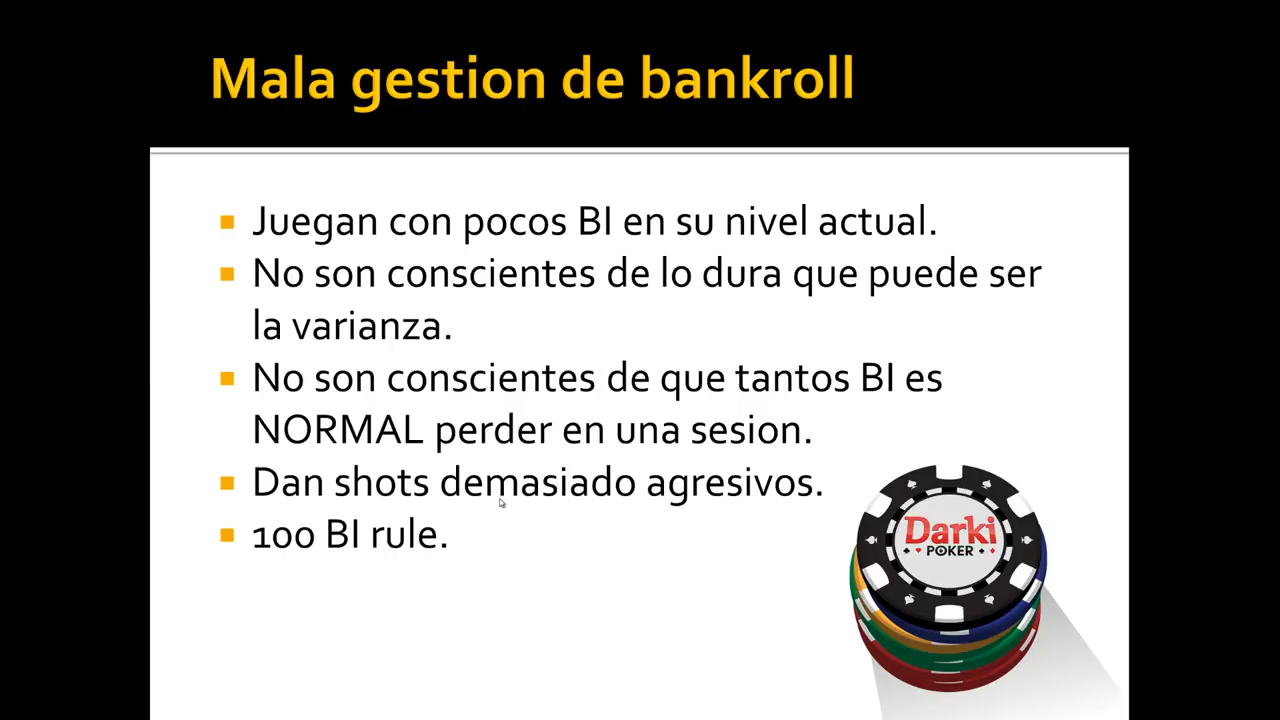 Mala gestion de bankroll
Juegan con pocos BI en su nivel actual.
No son conscientes de lo dura que puede ser
la varianza.
No son conscientes de que tantos BI es
NORMAL perder en una sesion.
Dan shots demasiado agresivos.
100 BI rule.
Darki
POKER